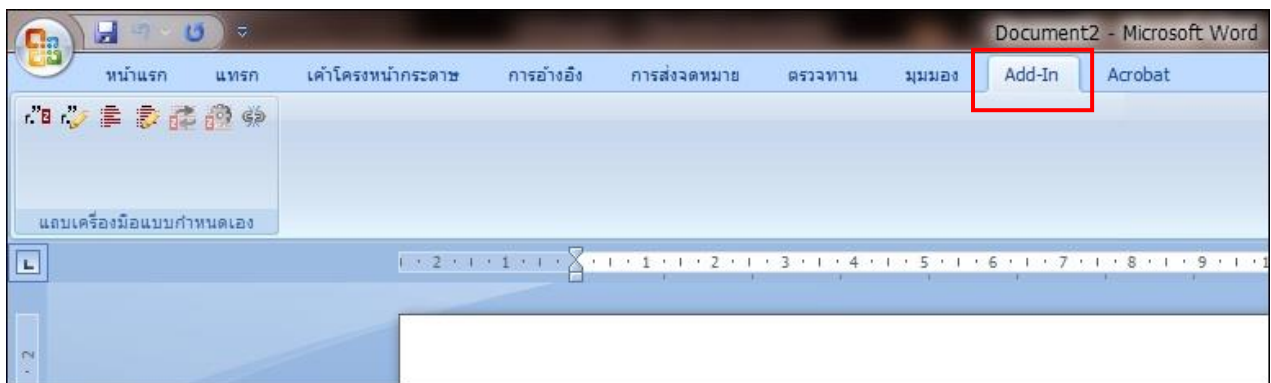 Document2 - Microsoft Word
หน้าแรก แทรก เค้าโครงหน้ากระดาษ การอ้างอิง การส่งจดหมาย ตรวจทาน มุมมอง Add-In Acrobat
แถบเครื่องมือแบบกำหนดเอง
L 2 1 1 2 3 4 5 6 7 8 9 1
2